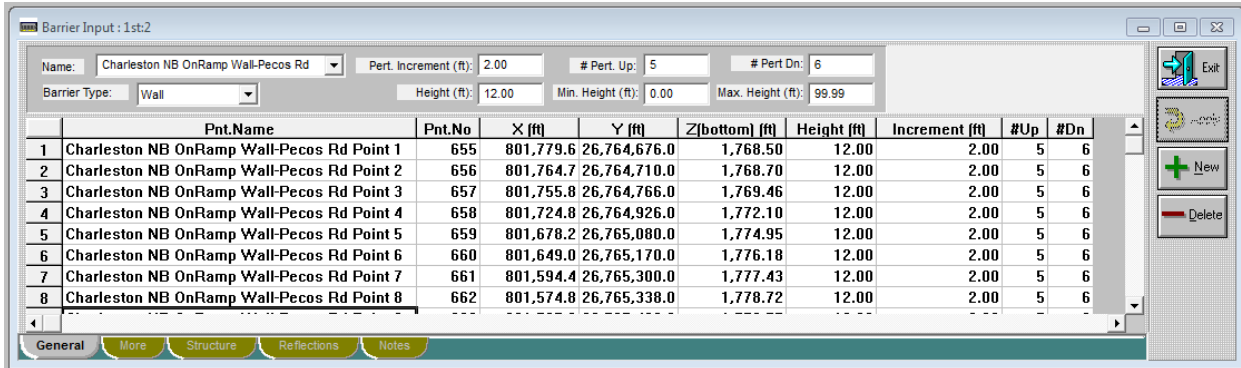 Barrier Input : 1st:2
Name: Charleston NB OnRamp Wall-Pecos Rd Pert. Increment (ft): 2.00 # Pert. Up: 5 # Pert Dn: 6
Exit
Barrier Type: Wall Height (ft): 12.00 Min. Height (ft): 0.00 Max. Height (ft): 99.99
Apply
Pnt.Name Pnt.No X (ft) Y (ft) Z(bottom) (ft) Height (ft) Increment (ft) #Up #Dn
1 Charleston NB OnRamp Wall-Pecos Rd Point 1 655 801,779.6 26,764,676.0 1,768.50 12.00 2.00 5 6
2 Charleston NB OnRamp Wall-Pecos Rd Point 2 656 801,764.7 26,764,710.0 1,768.70 12.00 2.00 5 6
New
3 Charleston NB OnRamp Wall-Pecos Rd Point 3 657 801,755.8 26,764,766.0 1,769.46 12.00 2.00 5 6
4 Charleston NB OnRamp Wall-Pecos Rd Point 4 658 801,724.8 26,764,926.0 1,772.10 12.00 2.00 5 6
Delete
5 Charleston NB OnRamp Wall-Pecos Rd Point 5 659 801,678.2 26,765,080.0 1,774.95 12.00 2.00 5 6
6 Charleston NB OnRamp Wall-Pecos Rd Point 6 660 801,649.0 26,765,170.0 1,776.18 12.00 2.00 5 6
7 Charleston NB OnRamp Wall-Pecos Rd Point 7 661 801,594.4 26,765,300.0 1,777.43 12.00 2.00 5 6
8 Charleston NB OnRamp Wall-Pecos Rd Point 8 662 801,574.8 26,765,338.0 1,778.72 12.00 2.00 5 6
General More Structure Reflections Notes